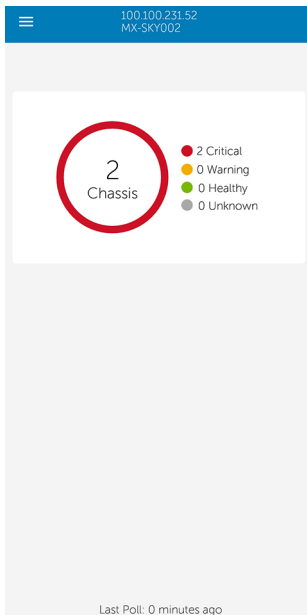 100.100.231.52
MX-SKY002
2
Chassis
2 Critical
0 Warning
0 Healthy
0 Unknown
Last Poll: 0 minutes ago